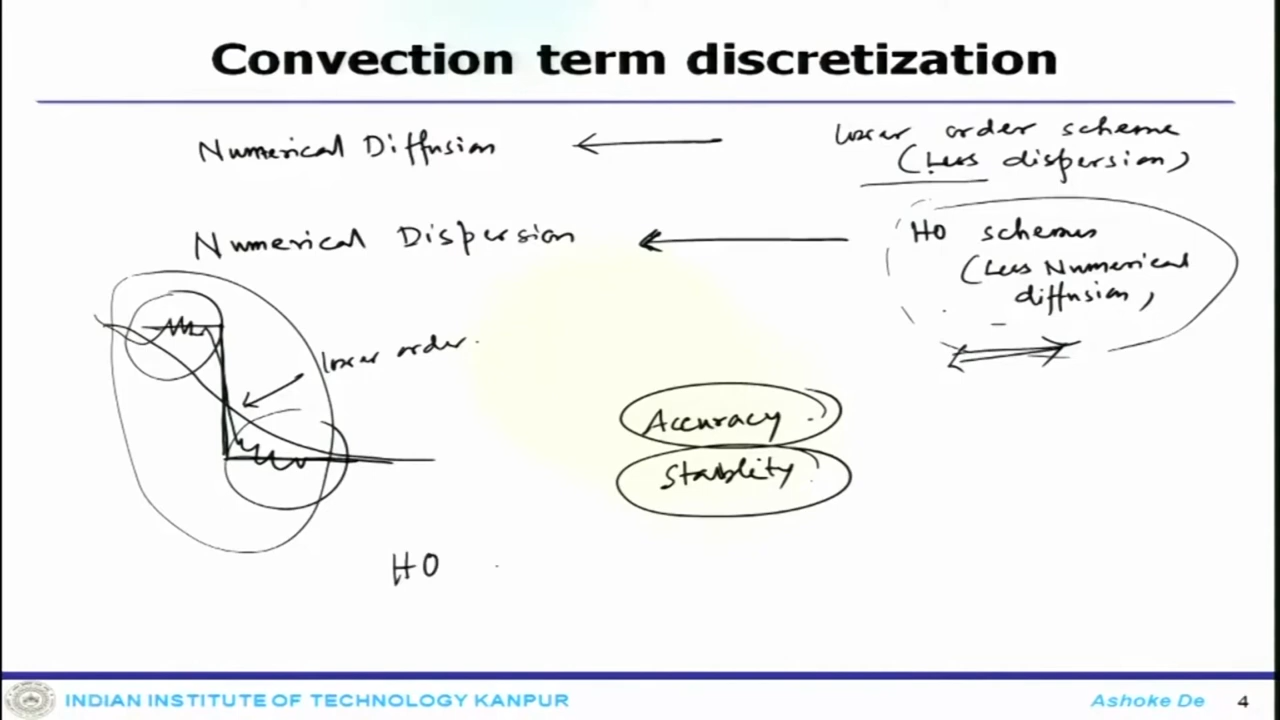 Convection term discretization
Numerical Diffusion
lower order scheme
(Less dispersion)
Numerical Dispersion
HO schemes
(Less Numerical
diffusion)
lower order.
Accuracy
Stability
HO
INDIAN INSTITUTE OF TECHNOLOGY KANPUR
Ashoke De
4